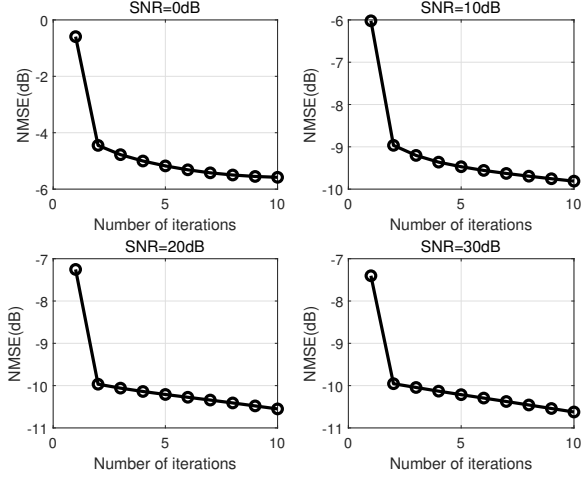 SNR=0dB
0
-2
-4
-6
NMSE(dB)
0
5
10
Number of iterations
SNR=10dB
-6
-7
-8
-9
-10
NMSE(dB)
0
5
10
Number of iterations
SNR=20dB
-7
-8
-9
-10
-11
NMSE(dB)
0
5
10
Number of iterations
SNR=30dB
-7
-8
-9
-10
-11
NMSE(dB)
0
5
10
Number of iterations